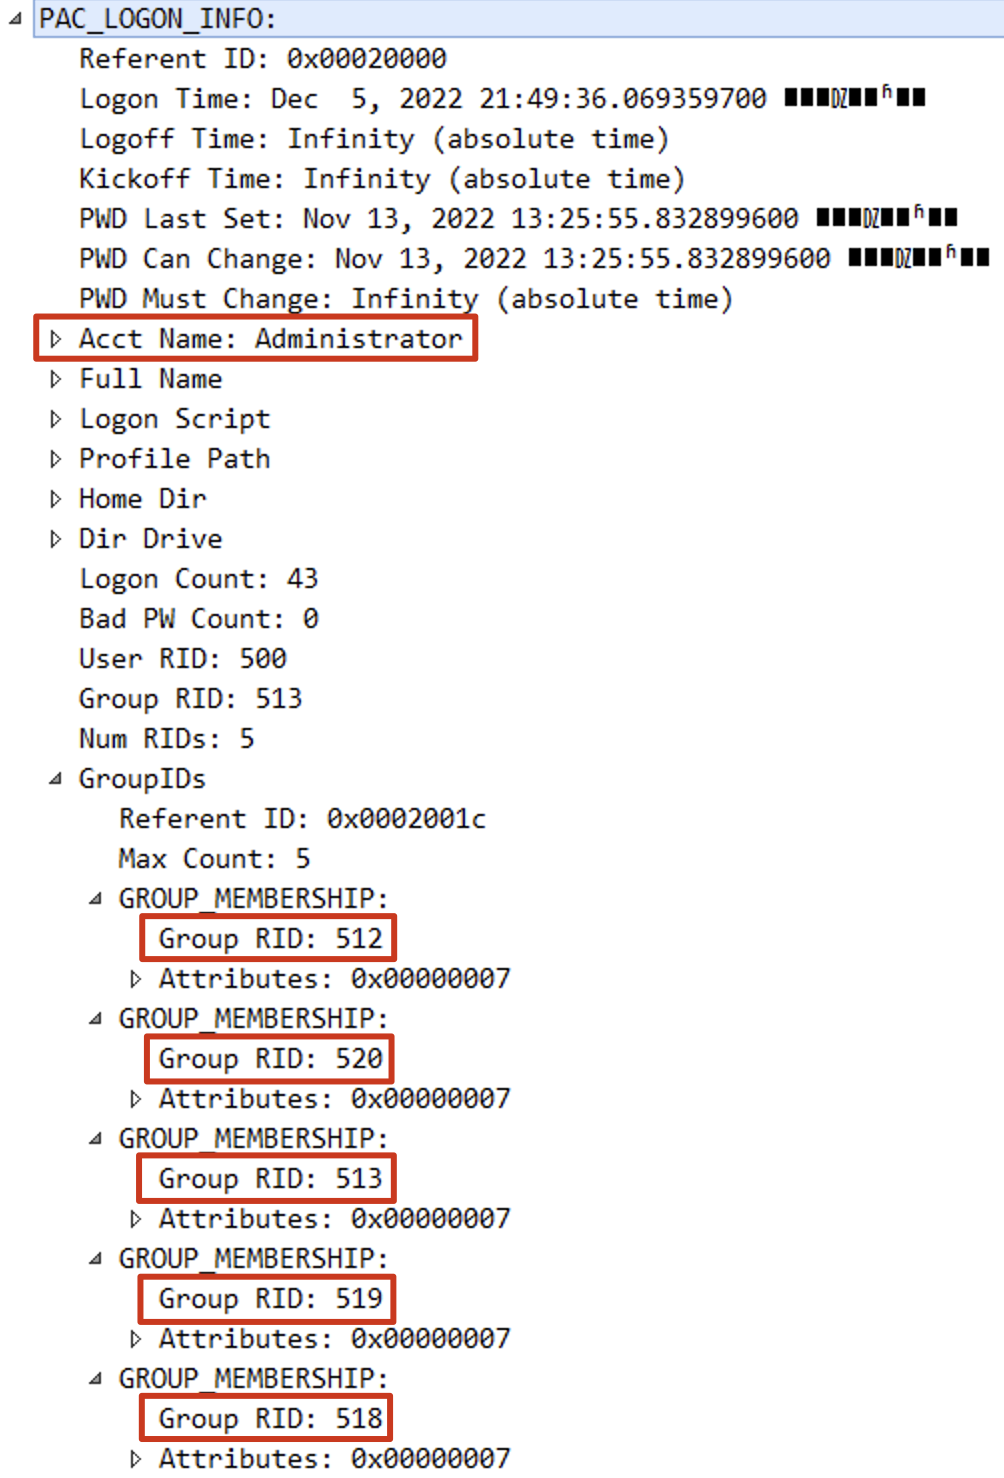 PAC_LOGON_INFO:
Referent ID: 0x00020000
Logon Time: Dec  5, 2022 21:49:36.069359700
Logoff Time: Infinity (absolute time)
Kickoff Time: Infinity (absolute time)
PWD Last Set: Nov 13, 2022 13:25:55.832899600
PWD Can Change: Nov 13, 2022 13:25:55.832899600
PWD Must Change: Infinity (absolute time)
Acct Name: Administrator
Full Name
Logon Script
Profile Path
Home Dir
Dir Drive
Logon Count: 43
Bad PW Count: 0
User RID: 500
Group RID: 513
Num RIDs: 5
GroupIDs
Referent ID: 0x0002001c
Max Count: 5
GROUP_MEMBERSHIP:
Group RID: 512
Attributes: 0x00000007
GROUP_MEMBERSHIP:
Group RID: 520
Attributes: 0x00000007
GROUP_MEMBERSHIP:
Group RID: 513
Attributes: 0x00000007
GROUP_MEMBERSHIP:
Group RID: 519
Attributes: 0x00000007
GROUP_MEMBERSHIP:
Group RID: 518
Attributes: 0x00000007